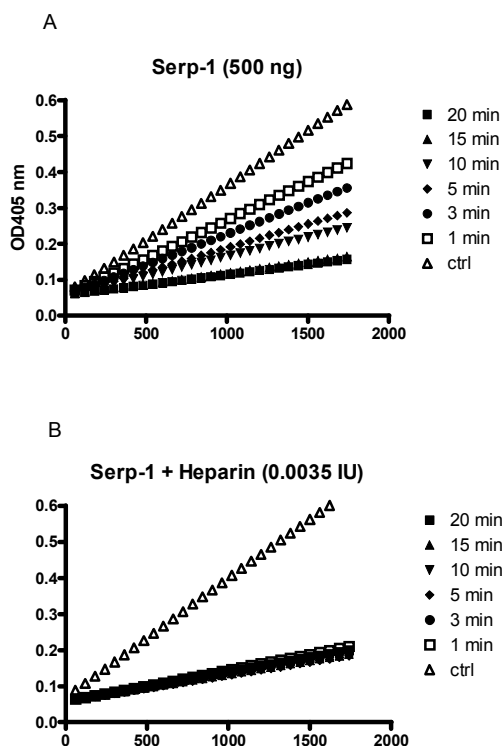 A
Serp-1 (500 ng)
OD405 nm
0.6
0.5
0.4
0.3
0.2
0.1
0.0
0
500
1000
1500
2000
20 min
15 min
10 min
5 min
3 min
1 min
ctrl
B
Serp-1 + Heparin (0.0035 IU)
0.6
0.5
0.4
0.3
0.2
0.1
0.0
0
500
1000
1500
2000
20 min
15 min
10 min
5 min
3 min
1 min
ctrl